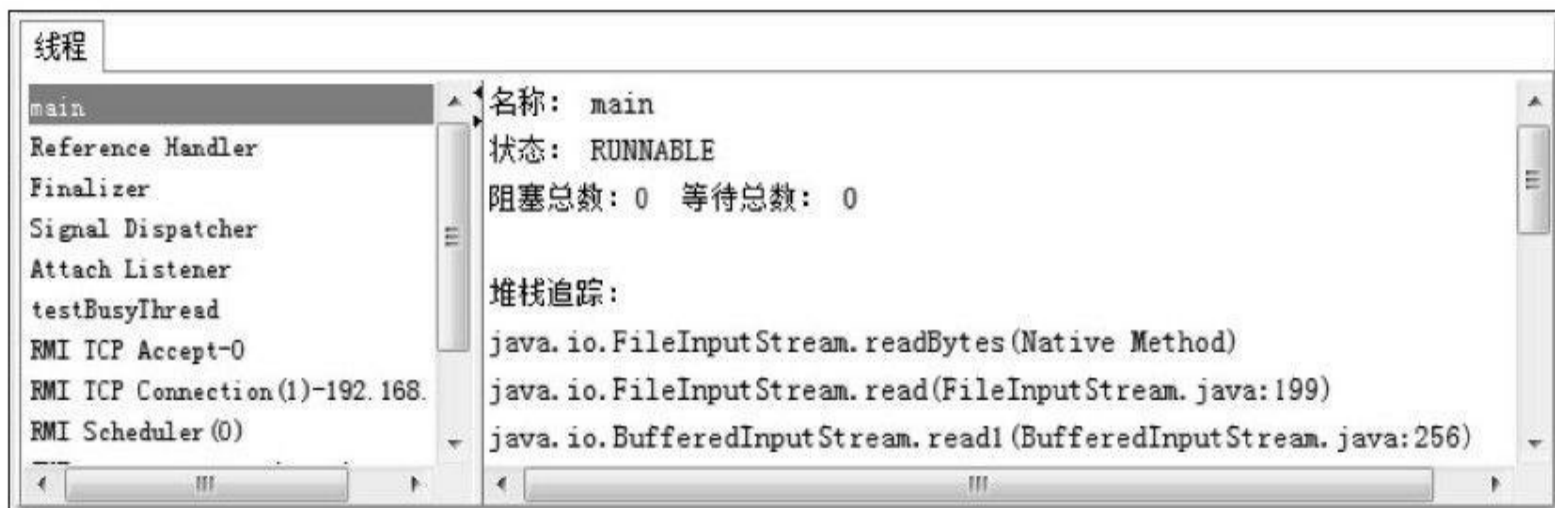 线程
main
Reference Handler
Finalizer
Signal Dispatcher
Attach Listener
testBusyThread
RMI TCP Accept-0
RMI TCP Connection(1)-192.168.
RMI Scheduler(0)
名称: main
状态: RUNNABLE
阻塞总数: 0 等待总数: 0
堆栈追踪:
java.io.FileInputStream.readBytes(Native Method)
java.io.FileInputStream.read(FileInputStream.java:199)
java.io.BufferedInputStream.read1(BufferedInputStream.java:256)